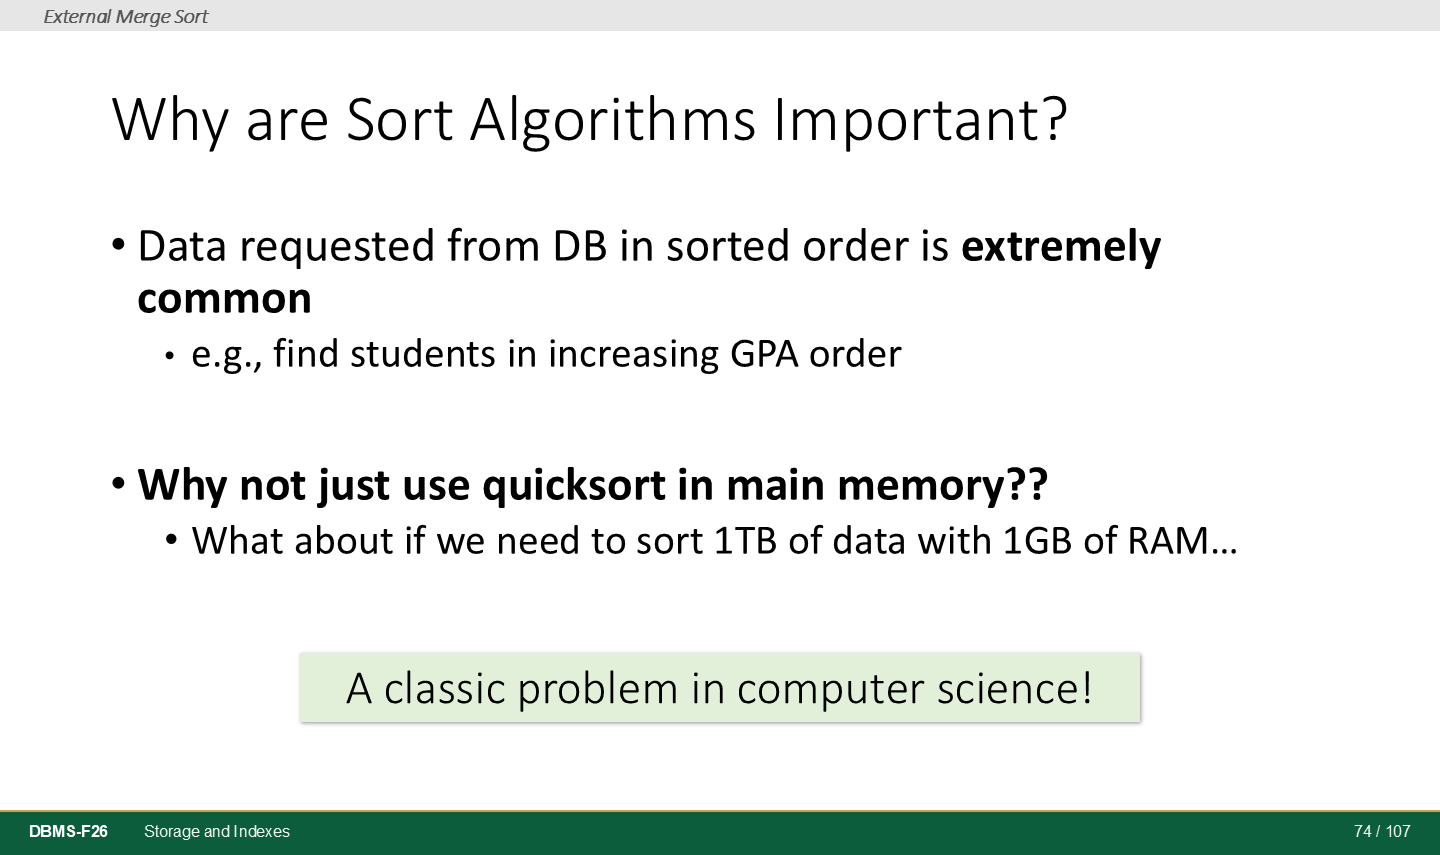 External Merge Sort
Why are Sort Algorithms Important?
• Data requested from DB in sorted order is extremely
common
• e.g., find students in increasing GPA order
• Why not just use quicksort in main memory??
• What about if we need to sort 1TB of data with 1GB of RAM…
A classic problem in computer science!
DBMS-F26 Storage and Indexes 74 / 107